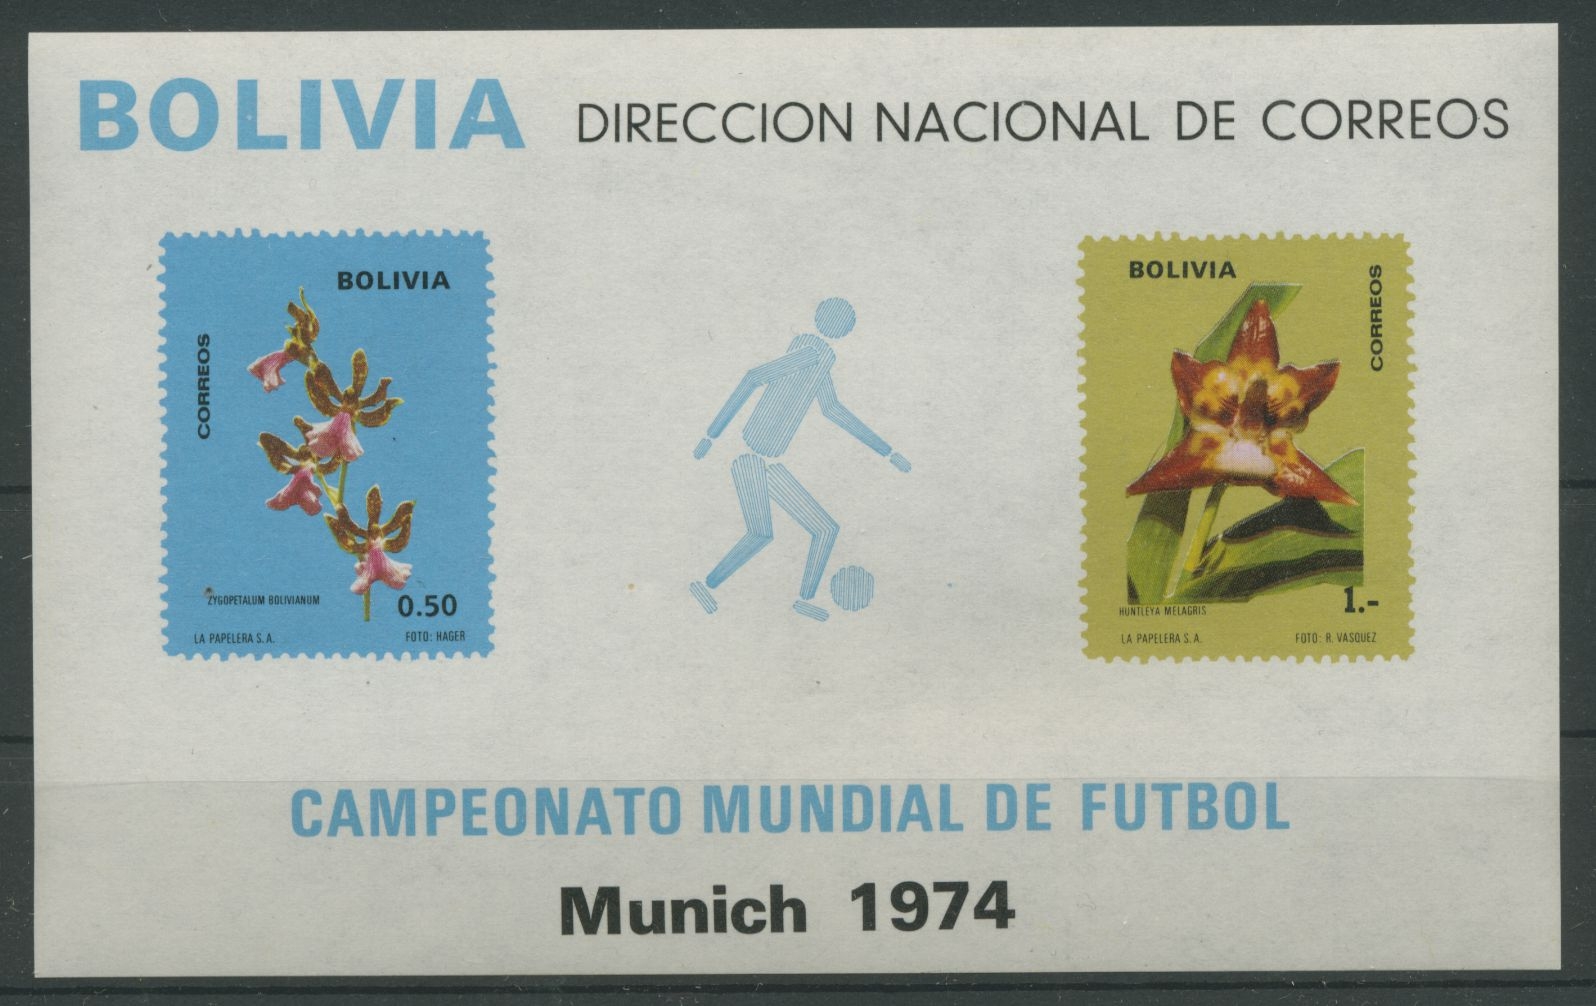 BOLIVIA DIRECCION NACIONAL DE CORREOS
BOLIVIA
CORREOS
ZYGOPETALUM BOLIVIANUM
0.50
LA PAPELERA S.A. FOTO: HAGER
BOLIVIA
CORREOS
1.-
HUNTLEYA MELAGRIS
LA PAPELERA S.A. FOTO: R. VASQUEZ
CAMPEONATO MUNDIAL DE FUTBOL
Munich 1974